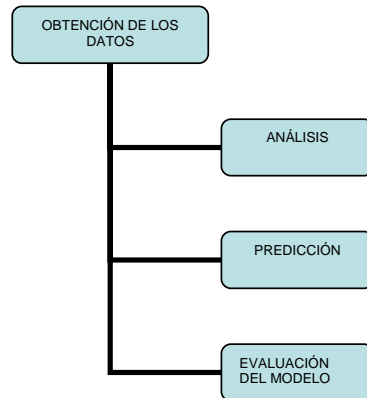 OBTENCIÓN DE LOS
DATOS
ANÁLISIS
PREDICCIÓN
EVALUACIÓN
DEL MODELO